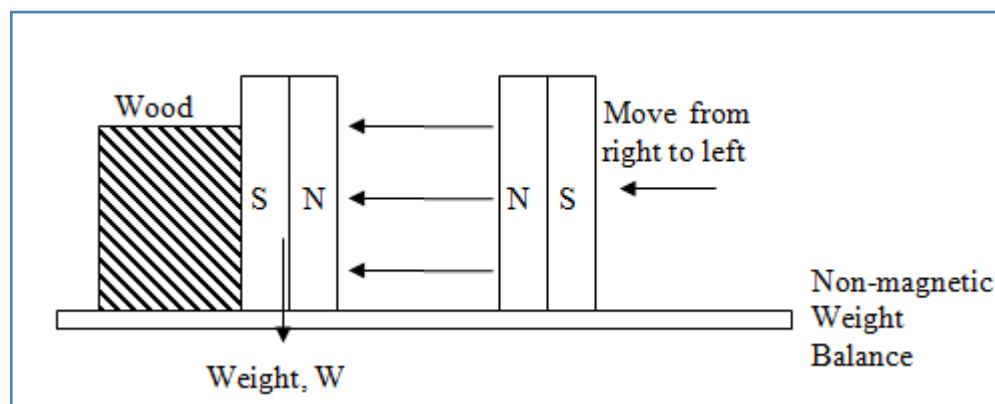 Wood
Move from
right to left
S N N S
Non-magnetic
Weight
Balance
Weight, W